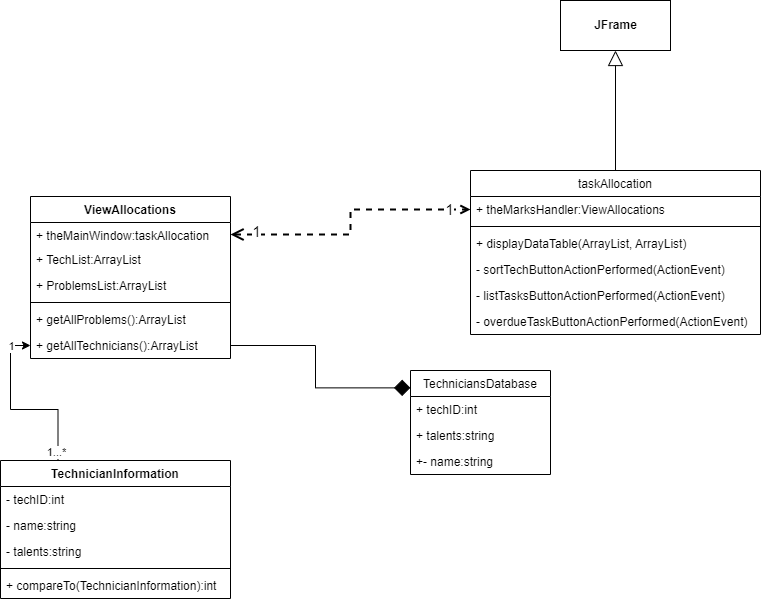 JFrame
taskAllocation
+ theMarksHandler:ViewAllocations
+ displayDataTable(ArrayList, ArrayList)
- sortTechButtonActionPerformed(ActionEvent)
- listTasksButtonActionPerformed(ActionEvent)
- overdueTaskButtonActionPerformed(ActionEvent)
1
1
ViewAllocations
+ theMainWindow:taskAllocation
+ TechList:ArrayList
+ ProblemsList:ArrayList
+ getAllProblems():ArrayList
+ getAllTechnicians():ArrayList
1
1...*
TechniciansDatabase
+ techID:int
+ talents:string
+- name:string
TechnicianInformation
- techID:int
- name:string
- talents:string
+ compareTo(TechnicianInformation):int